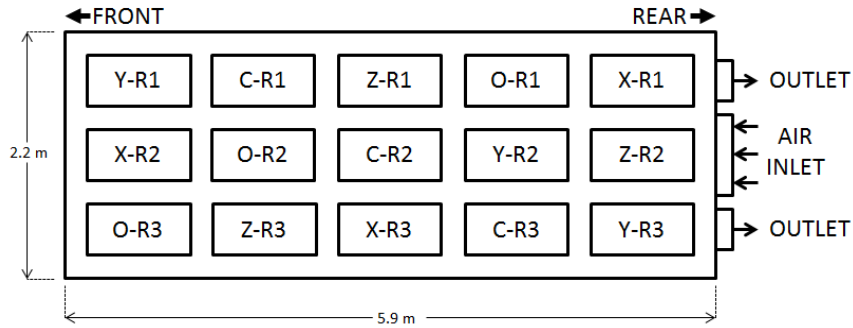 FRONT
REAR
Y-R1 C-R1 Z-R1 O-R1 X-R1
OUTLET
X-R2 O-R2 C-R2 Y-R2 Z-R2
AIR
INLET
2.2 m
O-R3 Z-R3 X-R3 C-R3 Y-R3
OUTLET
5.9 m